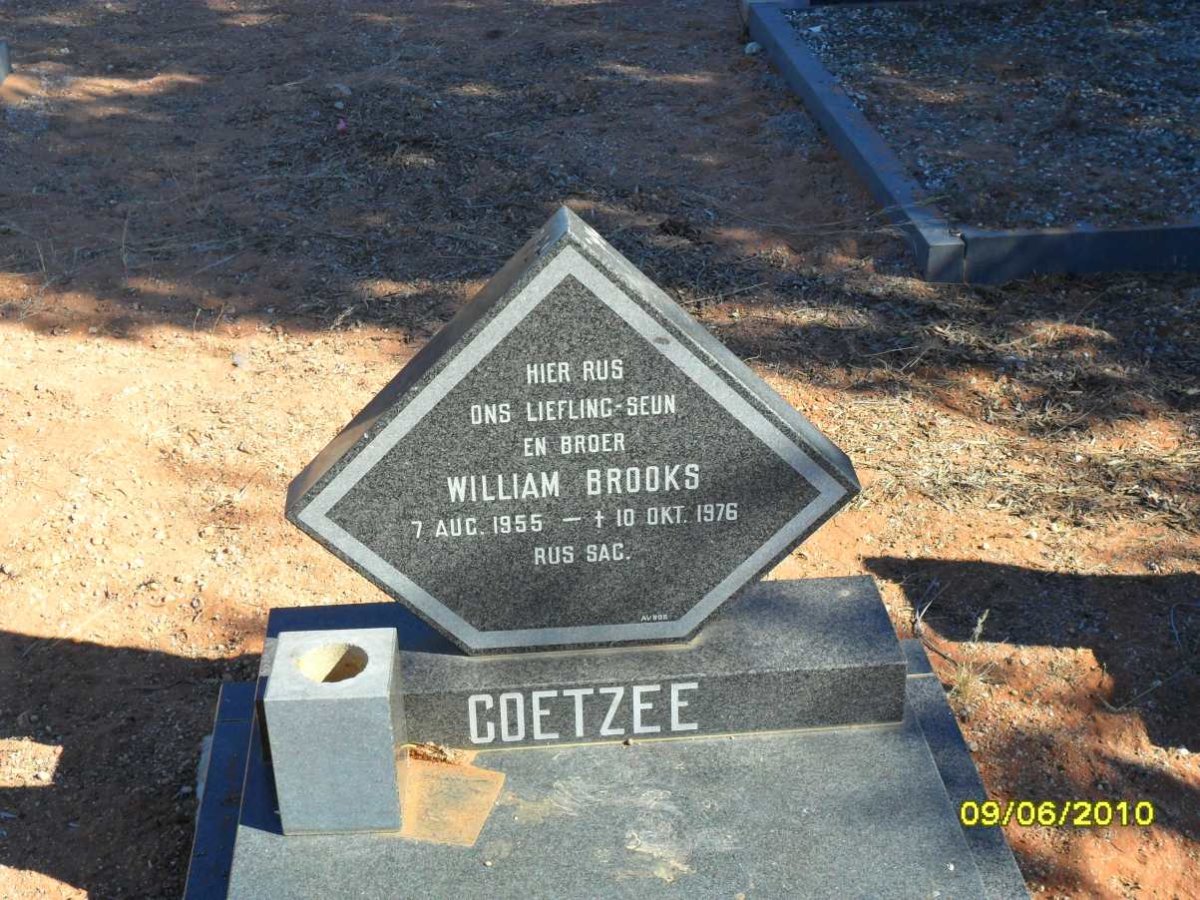 HIER RUS
ONS LIEFLING-SEUN
EN BROER
WILLIAM BROOKS
7 AUG. 1955 — † 10 OKT. 1976
RUS SAG.
COETZEE
09/06/2010